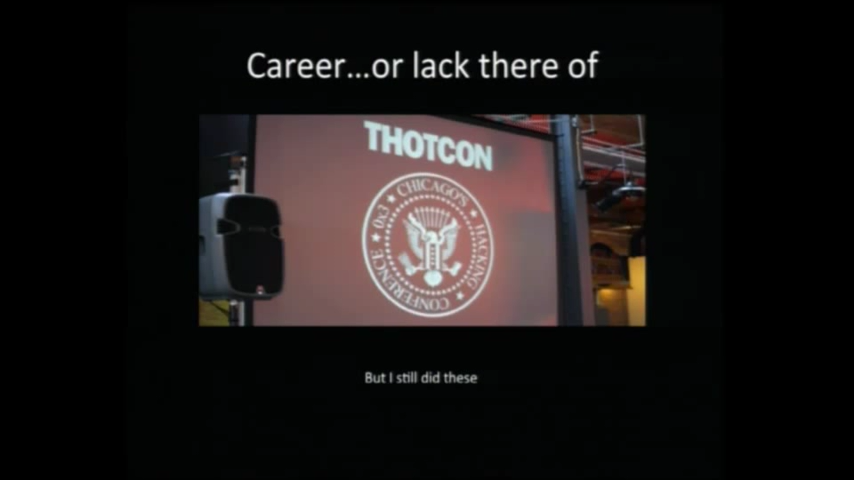 Career...or lack there of
THOTCON
CHICAGO'S HACKING CONFERENCE 0x3
But I still did these